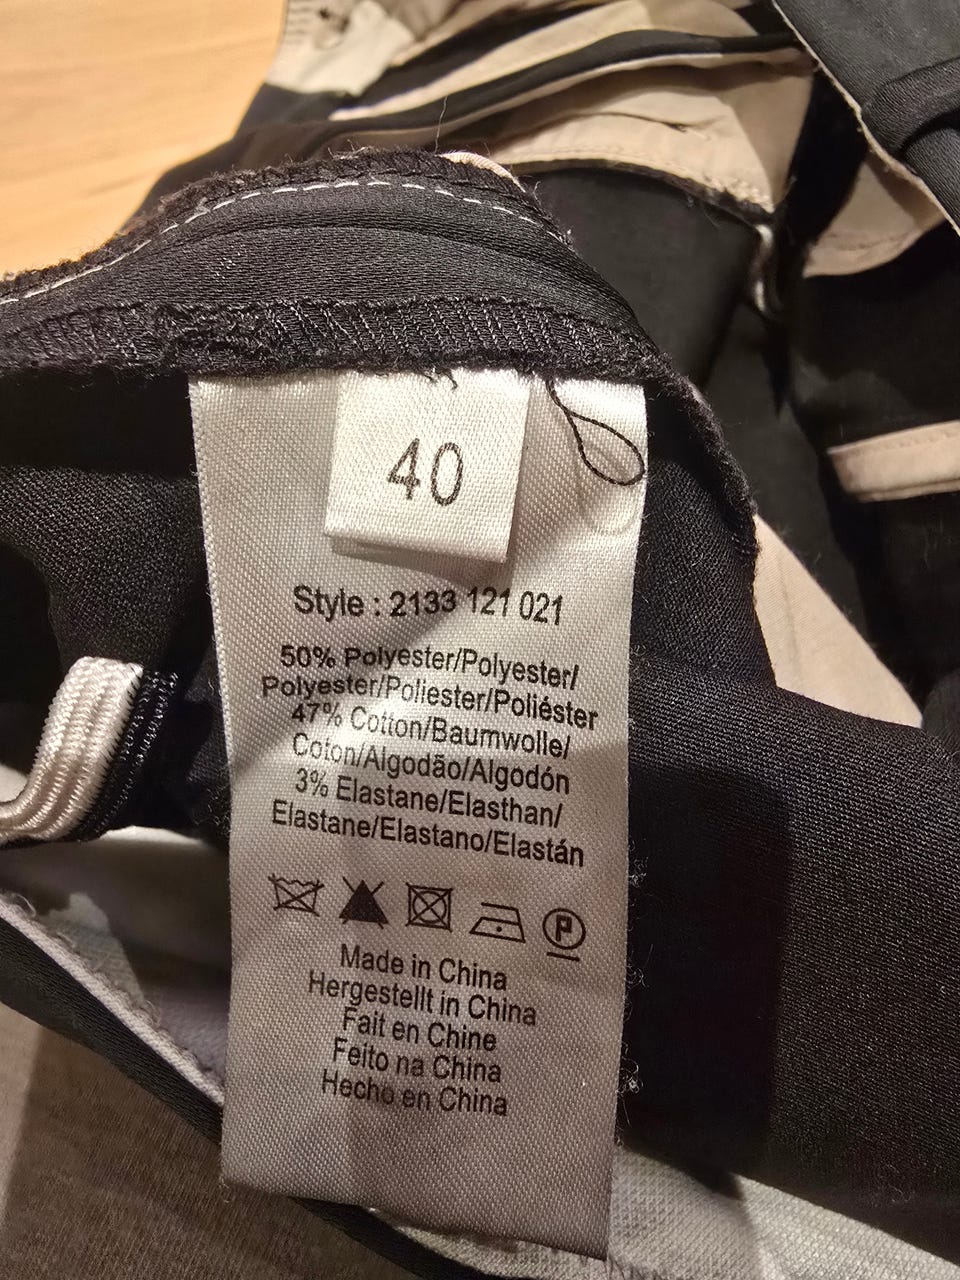 40
Style : 2133 121 021
50% Polyester/Polyester/
Polyester/Poliester/Poliéster
47% Cotton/Baumwolle/
Coton/Algodão/Algodón
3% Elastane/Elasthan/
Elastane/Elastano/Elastán
P
Made in China
Hergestellt in China
Fait en Chine
Feito na China
Hecho en China